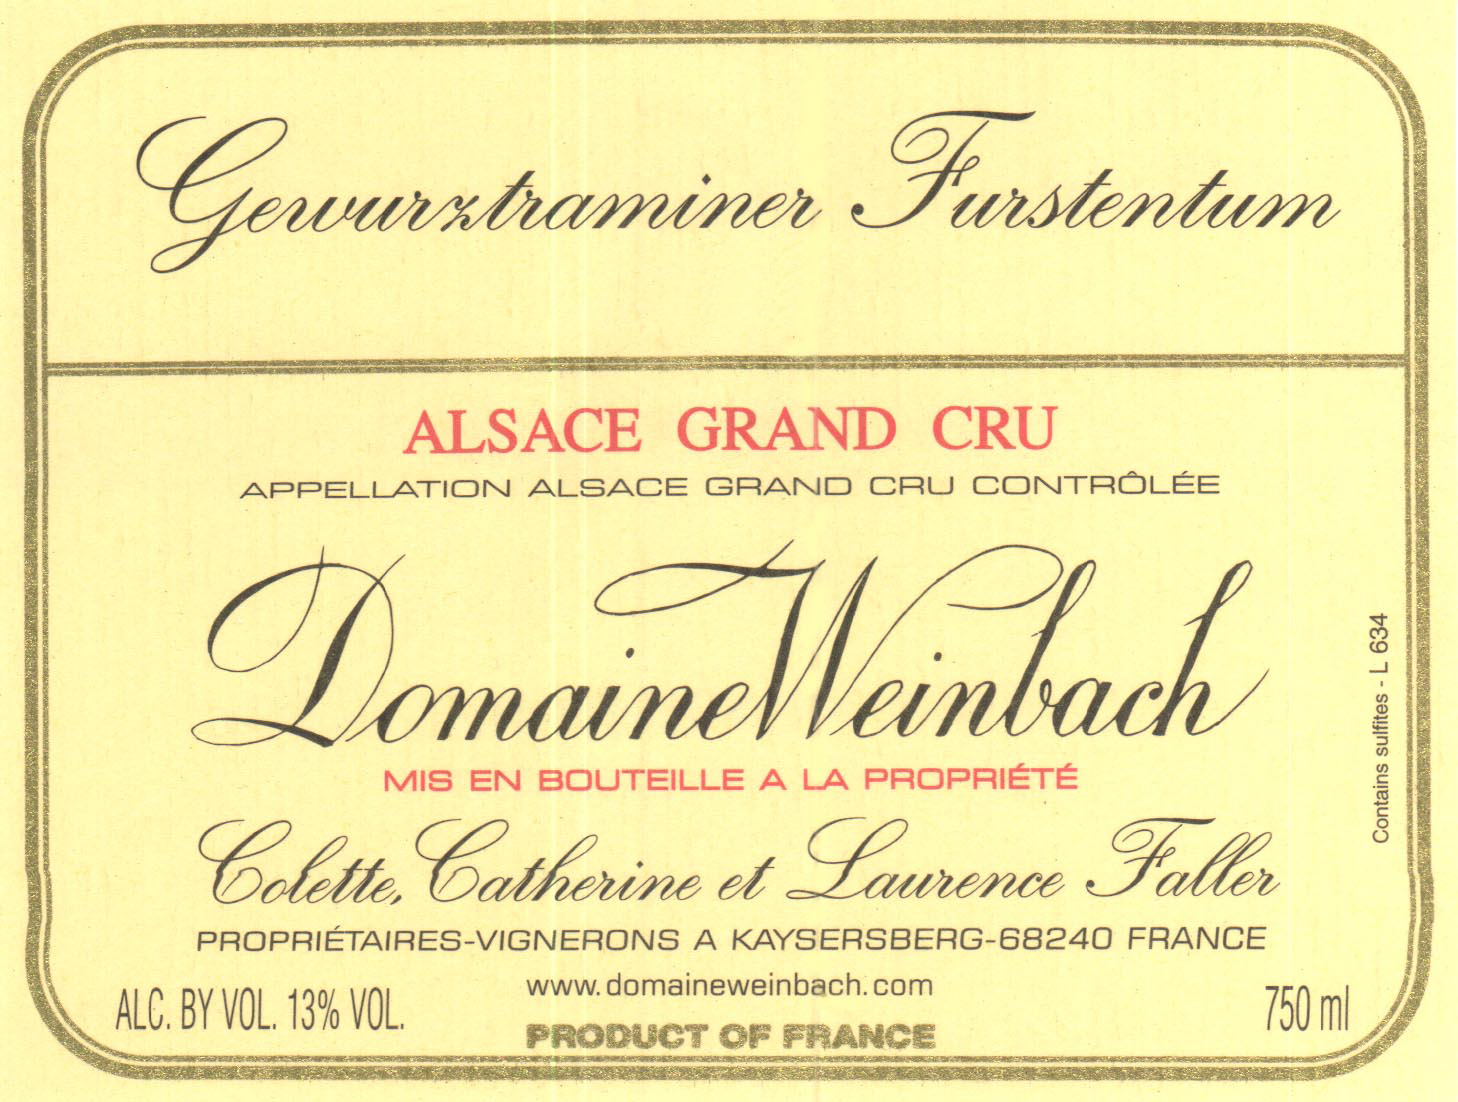 Gewurztraminer Furstentum
ALSACE GRAND CRU
APPELLATION ALSACE GRAND CRU CONTRÔLÉE
Domaine Weinbach
MIS EN BOUTEILLE A LA PROPRIÉTÉ
Colette, Catherine et Laurence Faller
PROPRIÉTAIRES-VIGNERONS A KAYSERSBERG-68240 FRANCE
www.domaineweinbach.com
ALC. BY VOL. 13% VOL.
750 ml
PRODUCT OF FRANCE
Contains sulfites - L 634